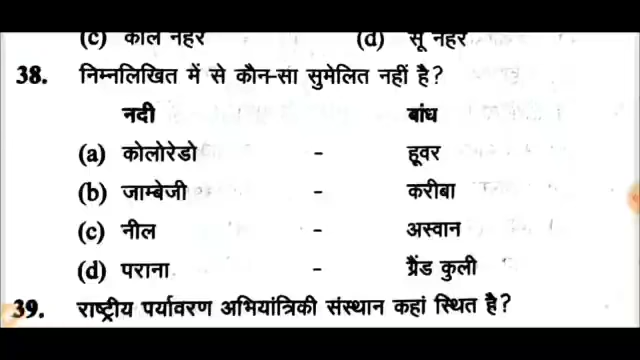 (c) कील नहर (d) सू नहर
38. निम्नलिखित में से कौन-सा सुमेलित नहीं है?
नदी बांध
(a) कोलोरेडो - हूवर
(b) जाम्बेजी - करीबा
(c) नील - अस्वान
(d) पराना - ग्रैंड कुली
39. राष्ट्रीय पर्यावरण अभियांत्रिकी संस्थान कहां स्थित है?